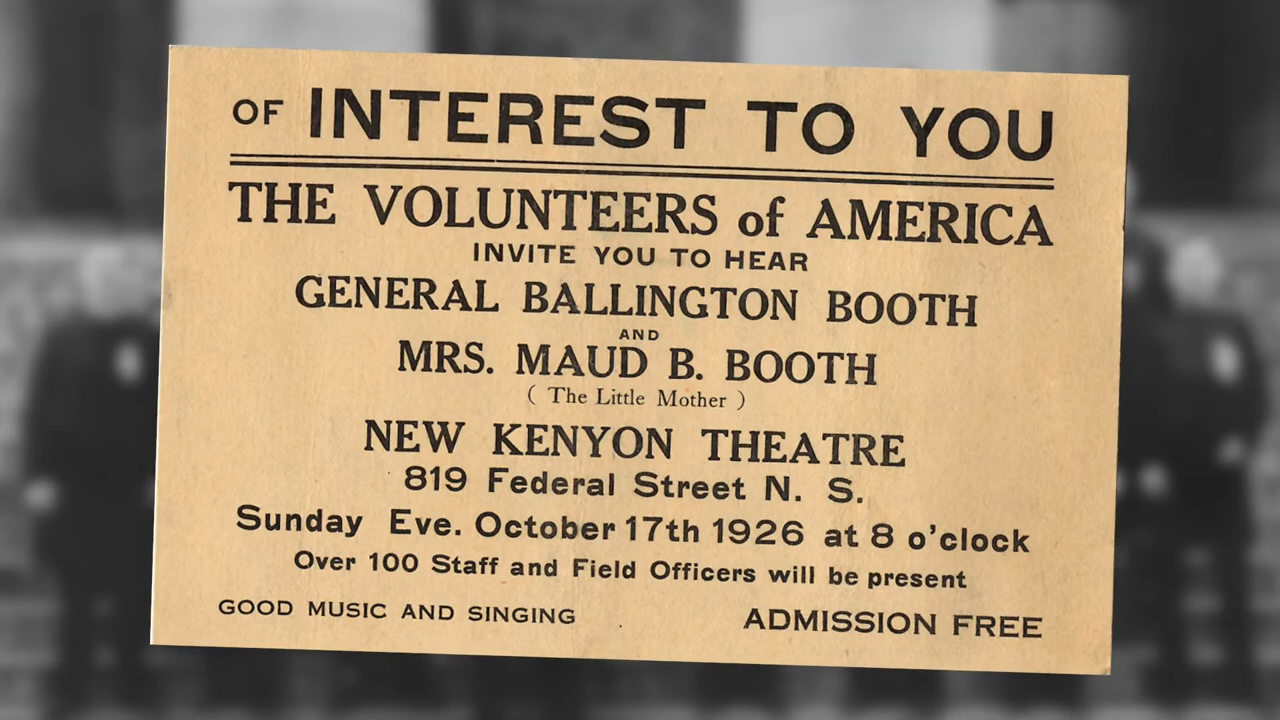 OF INTEREST TO YOU
THE VOLUNTEERS of AMERICA
INVITE YOU TO HEAR
GENERAL BALLINGTON BOOTH
AND
MRS. MAUD B. BOOTH
( The Little Mother )
NEW KENYON THEATRE
819 Federal Street N. S.
Sunday Eve. October 17th 1926 at 8 o'clock
Over 100 Staff and Field Officers will be present
GOOD MUSIC AND SINGING ADMISSION FREE